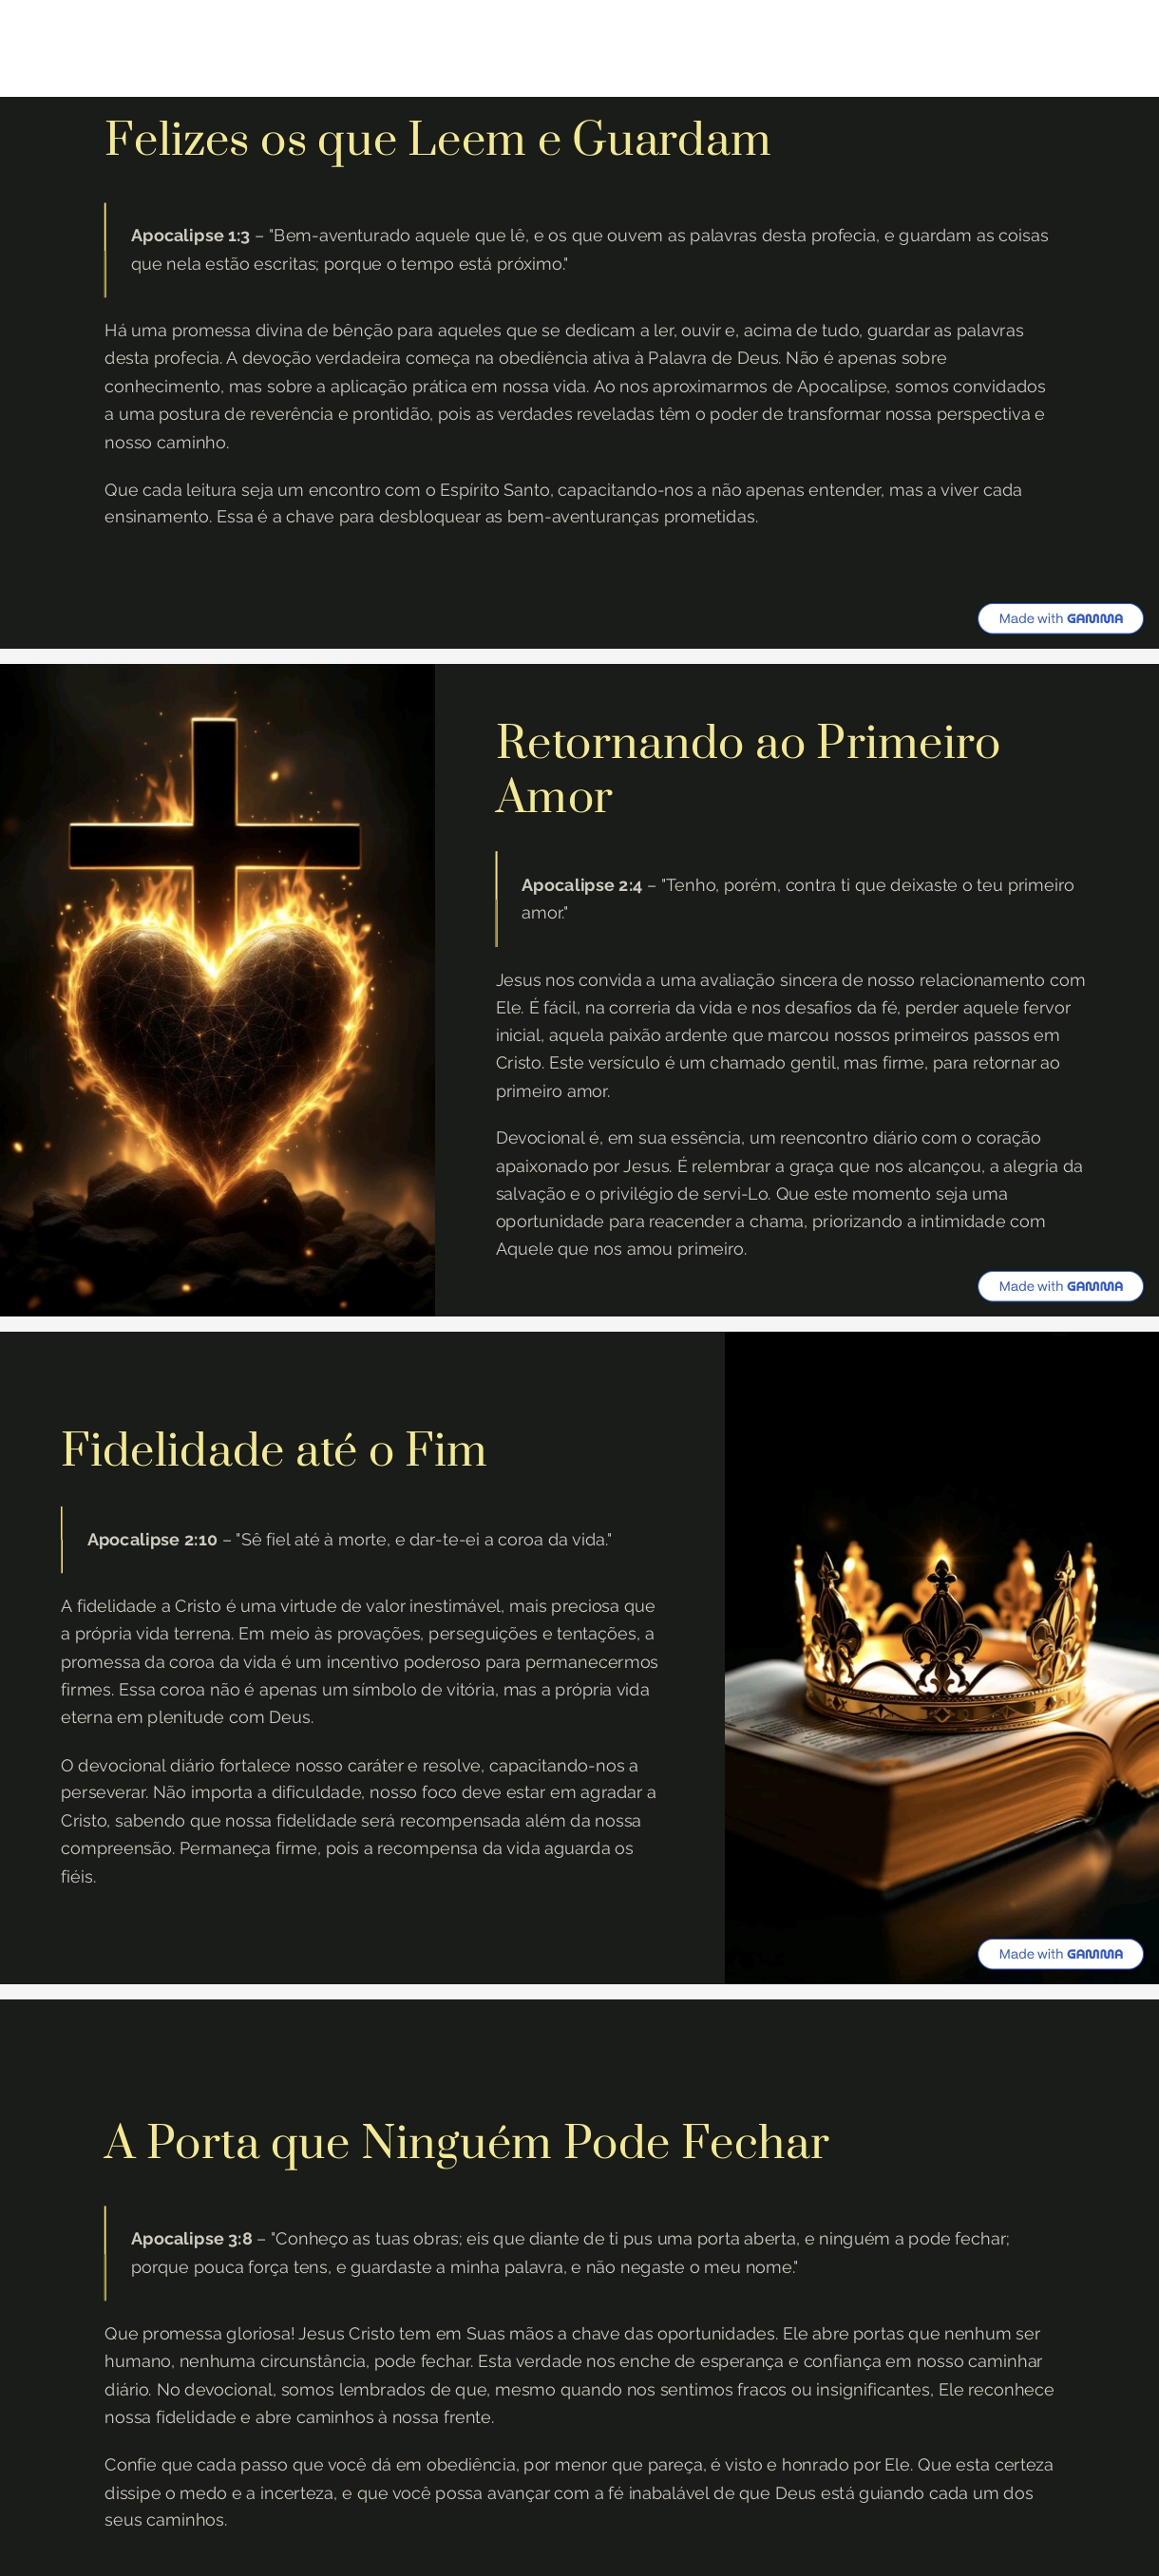 Felizes os que Leem e Guardam
Apocalipse 1:3 – "Bem-aventurado aquele que lê, e os que ouvem as palavras desta profecia, e guardam as coisas
que nela estão escritas; porque o tempo está próximo."
Há uma promessa divina de bênção para aqueles que se dedicam a ler, ouvir e, acima de tudo, guardar as palavras
desta profecia. A devoção verdadeira começa na obediência ativa à Palavra de Deus. Não é apenas sobre
conhecimento, mas sobre a aplicação prática em nossa vida. Ao nos aproximarmos de Apocalipse, somos convidados
a uma postura de reverência e prontidão, pois as verdades reveladas têm o poder de transformar nossa perspectiva e
nosso caminho.
Que cada leitura seja um encontro com o Espírito Santo, capacitando-nos a não apenas entender, mas a viver cada
ensinamento. Essa é a chave para desbloquear as bem-aventuranças prometidas.
Made with GAMMA
Retornando ao Primeiro
Amor
Apocalipse 2:4 – "Tenho, porém, contra ti que deixaste o teu primeiro
amor."
Jesus nos convida a uma avaliação sincera de nosso relacionamento com
Ele. É fácil, na correria da vida e nos desafios da fé, perder aquele fervor
inicial, aquela paixão ardente que marcou nossos primeiros passos em
Cristo. Este versículo é um chamado gentil, mas firme, para retornar ao
primeiro amor.
Devocional é, em sua essência, um reencontro diário com o coração
apaixonado por Jesus. É relembrar a graça que nos alcançou, a alegria da
salvação e o privilégio de servi-Lo. Que este momento seja uma
oportunidade para reacender a chama, priorizando a intimidade com
Aquele que nos amou primeiro.
Made with GAMMA
Fidelidade até o Fim
Apocalipse 2:10 – "Sê fiel até à morte, e dar-te-ei a coroa da vida."
A fidelidade a Cristo é uma virtude de valor inestimável, mais preciosa que
a própria vida terrena. Em meio às provações, perseguições e tentações, a
promessa da coroa da vida é um incentivo poderoso para permanecermos
firmes. Essa coroa não é apenas um símbolo de vitória, mas a própria vida
eterna em plenitude com Deus.
O devocional diário fortalece nosso caráter e resolve, capacitando-nos a
perseverar. Não importa a dificuldade, nosso foco deve estar em agradar a
Cristo, sabendo que nossa fidelidade será recompensada além da nossa
compreensão. Permaneça firme, pois a recompensa da vida aguarda os
fiéis.
Made with GAMMA
A Porta que Ninguém Pode Fechar
Apocalipse 3:8 – "Conheço as tuas obras; eis que diante de ti pus uma porta aberta, e ninguém a pode fechar;
porque pouca força tens, e guardaste a minha palavra, e não negaste o meu nome."
Que promessa gloriosa! Jesus Cristo tem em Suas mãos a chave das oportunidades. Ele abre portas que nenhum ser
humano, nenhuma circunstância, pode fechar. Esta verdade nos enche de esperança e confiança em nosso caminhar
diário. No devocional, somos lembrados de que, mesmo quando nos sentimos fracos ou insignificantes, Ele reconhece
nossa fidelidade e abre caminhos à nossa frente.
Confie que cada passo que você dá em obediência, por menor que pareça, é visto e honrado por Ele. Que esta certeza
dissipe o medo e a incerteza, e que você possa avançar com a fé inabalável de que Deus está guiando cada um dos
seus caminhos.